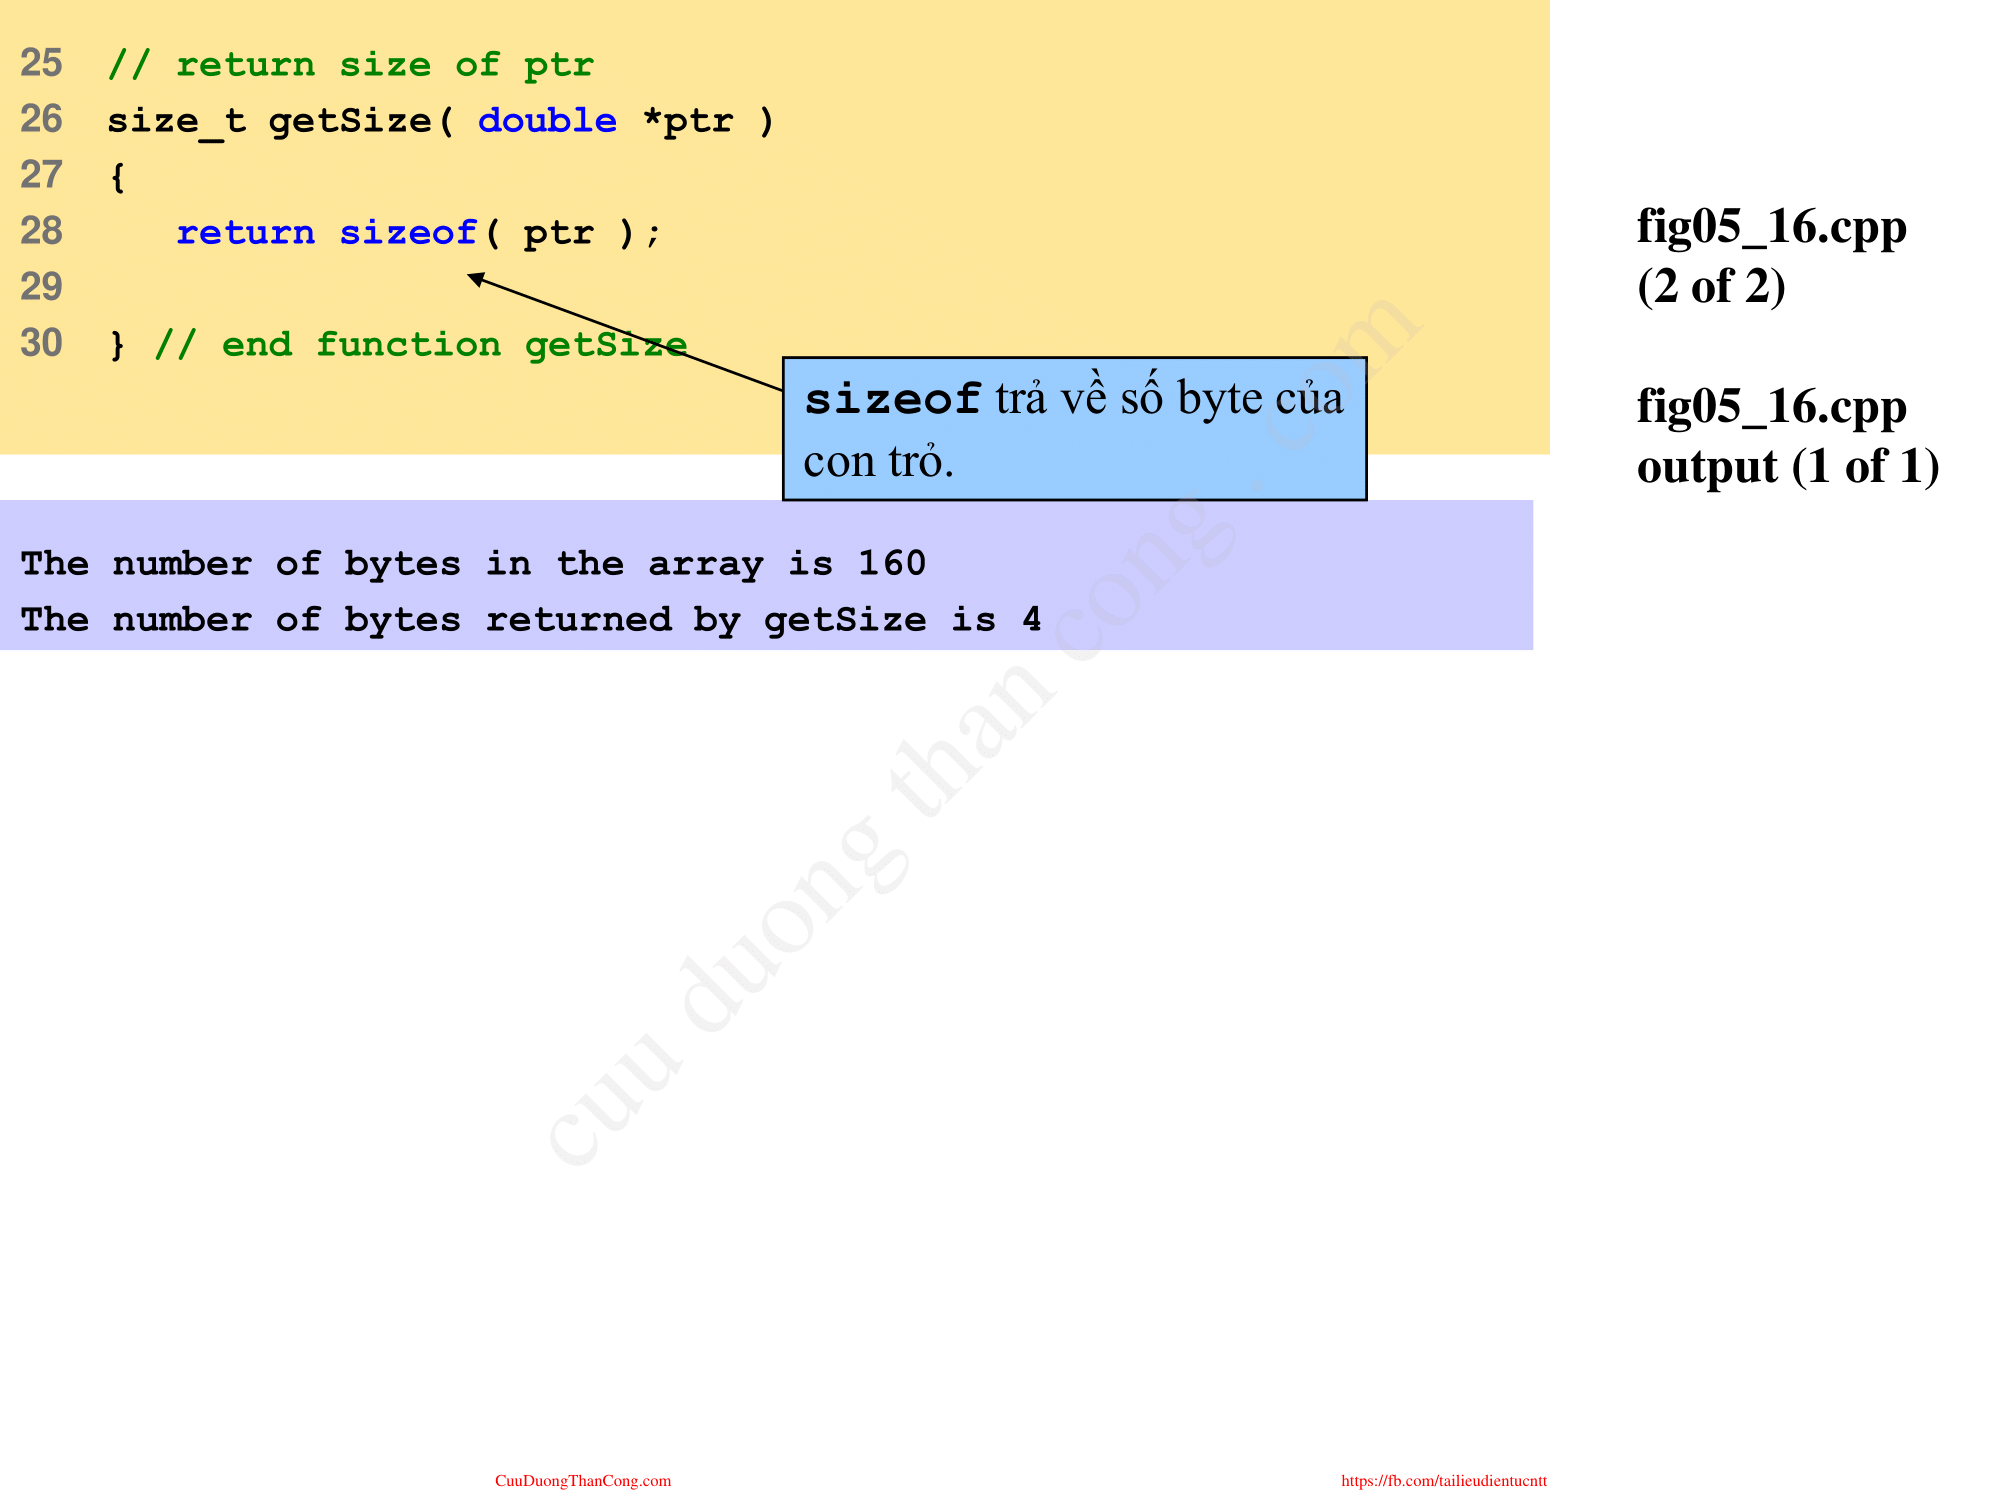 25 // return size of ptr
26 size_t getSize( double *ptr )
27 {
28 return sizeof( ptr );
29
30 } // end function getSize
sizeof trả về số byte của
con trỏ.
The number of bytes in the array is 160
The number of bytes returned by getSize is 4
fig05_16.cpp
(2 of 2)
fig05_16.cpp
output (1 of 1)
cuu duong than cong . com
CuuDuongThanCong.com
https://fb.com/tailieudientucntt